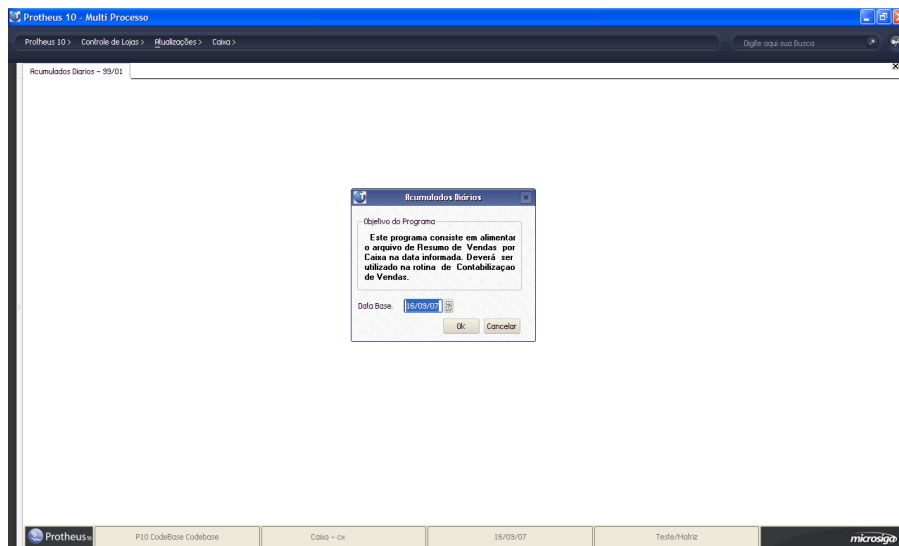 Protheus 10 - Multi Processo
Protheus 10 > Controle de Lojas > Atualizações > Caixa >
Digite aqui sua Busca
Acumulados Diarios - 99/01
Acumulados Diários
Objetivo do Programa
Este programa consiste em alimentar
o arquivo de Resumo de Vendas por
Caixa na data informada. Deverá ser
utilizado na rotina de Contabilizaçao
de Vendas.
Data Base: 16/09/07
Ok Cancelar
Protheus 10 P10 CodeBase Codebase Caixa - cx 16/09/07 Teste/Matriz microsiga